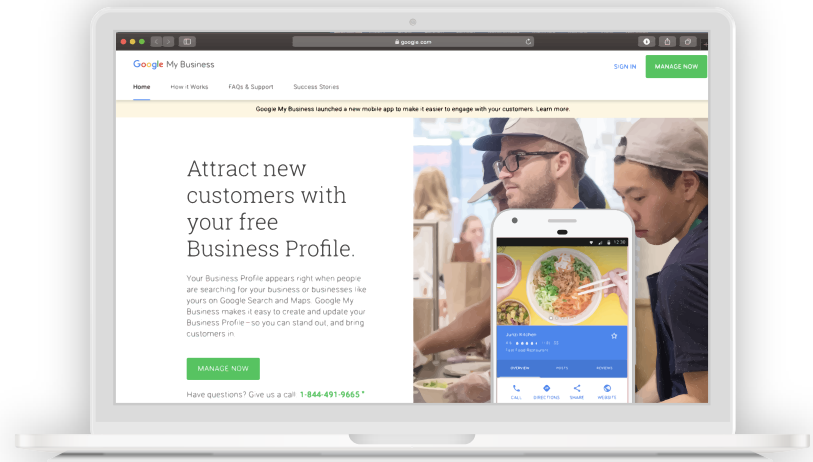 google.com
Google My Business
SIGN IN
MANAGE NOW
Home How it Works FAQs & Support Success Stories
Google My Business launched a new mobile app to make it easier to engage with your customers. Learn more.
Attract new
customers with
your free
Business Profile.
Your Business Profile appears right when people
are searching for your business or businesses like
yours on Google Search and Maps. Google My
Business makes it easy to create and update your
Business Profile—so you can stand out, and bring
customers in.
MANAGE NOW
Have questions? Give us a call 1-844-491-9665*
12:30
Junzi Kitchen
OVERVIEW POSTS REVIEWS
CALL DIRECTIONS SHARE WEBSITE